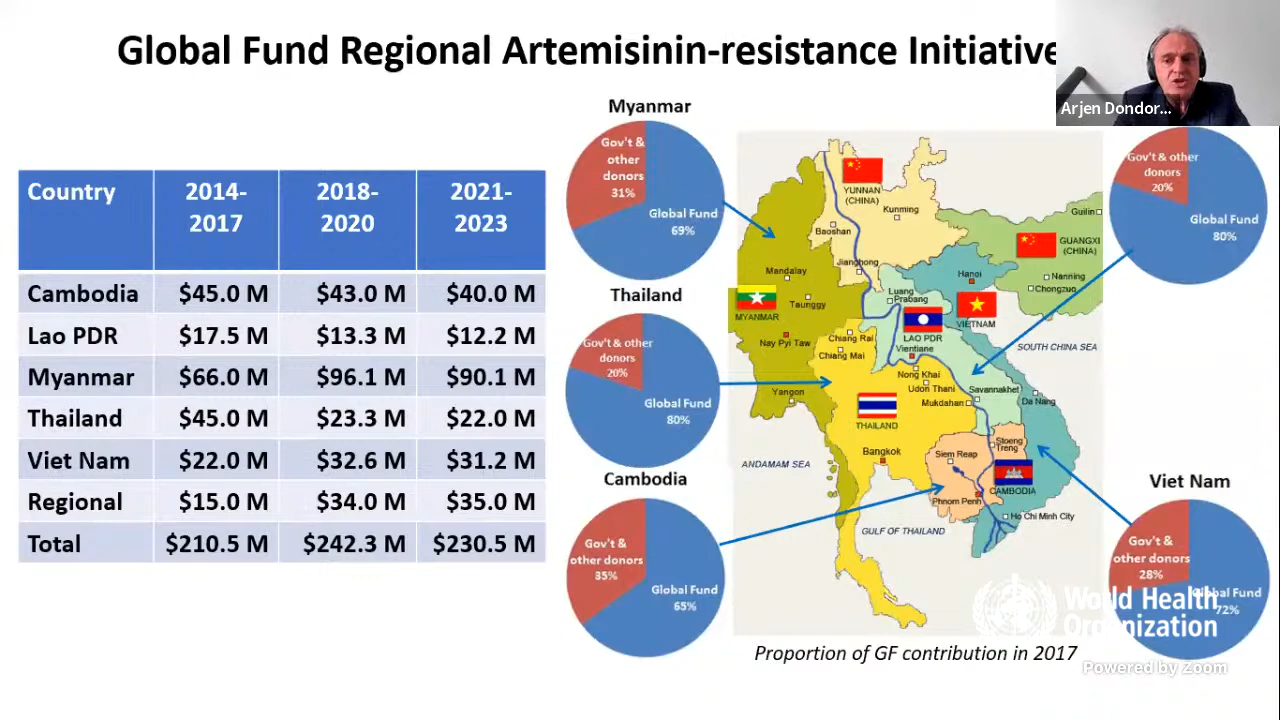 Global Fund Regional Artemisinin-resistance Initiative
Arjen Dondor...
Country 2014-2017 2018-2020 2021-2023
Cambodia $45.0 M $43.0 M $40.0 M
Lao PDR $17.5 M $13.3 M $12.2 M
Myanmar $66.0 M $96.1 M $90.1 M
Thailand $45.0 M $23.3 M $22.0 M
Viet Nam $22.0 M $32.6 M $31.2 M
Regional $15.0 M $34.0 M $35.0 M
Total $210.5 M $242.3 M $230.5 M
Myanmar
Gov't &
other
donors
31%
Global Fund
69%
Thailand
Gov't & other
donors
20%
Global Fund
80%
Cambodia
Gov't &
other donors
35%
Global Fund
65%
YUNNAN
(CHINA)
Kunming
Baoshan
Jianghong
Guilin
GUANGXI
(CHINA)
Nanning
Chongzuo
Mandalay
Taunggy
MYANMAR
Nay Pyi Taw
Yangon
Hanoi
VIETNAM
Luang
Prabang
LAO PDR
Vientiane
SOUTH CHINA SEA
Chiang Rai
Chiang Mai
Nong Khai
Udon Thani
Mukdahan
Savannakhet
Da Nang
THAILAND
Bangkok
ANDAMAM SEA
Siem Reap
Stoeng
Treng
CAMBODIA
Phnom Penh
Ho Chi Minh City
GULF OF THAILAND
Gov't & other
donors
20%
Global Fund
80%
Viet Nam
Gov't &
other donors
28%
Global Fund
72%
World Health
Organization
Proportion of GF contribution in 2017
Powered by Zoom